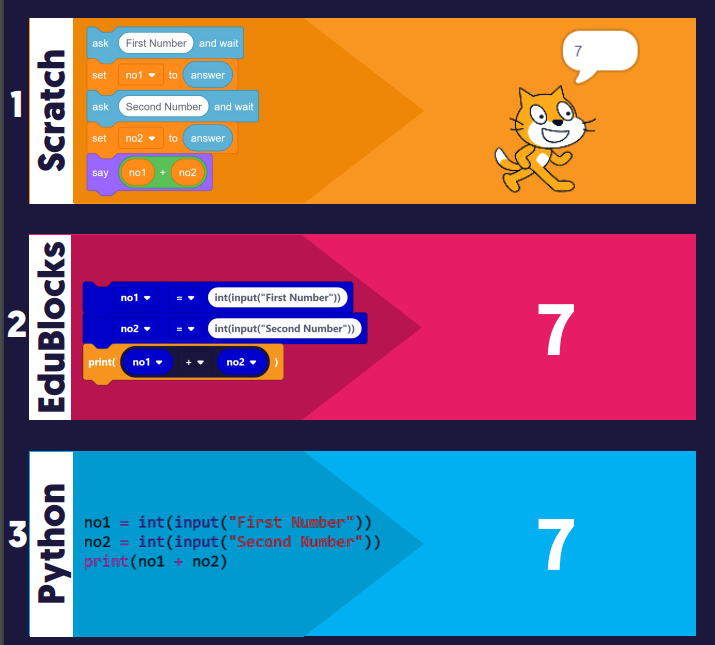 1
Scratch
ask First Number and wait
set no1 to answer
ask Second Number and wait
set no2 to answer
say no1 + no2
7
2
EduBlocks
no1 = int(input("First Number"))
no2 = int(input("Second Number"))
print( no1 + no2 )
7
3
Python
no1 = int(input("First Number"))
no2 = int(input("Second Number"))
print(no1 + no2)
7